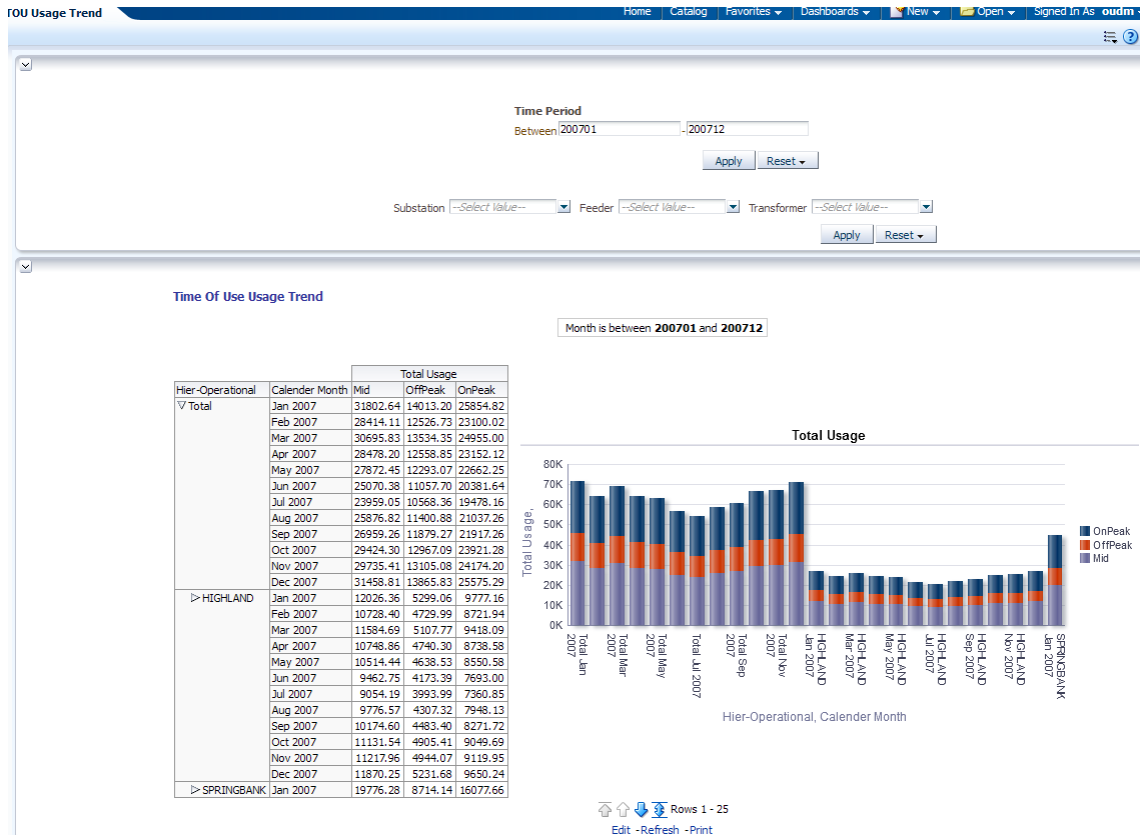 TOU Usage Trend
Home Catalog Favorites Dashboards New Open Signed In As oudm
Time Period
Between 200701 - 200712
Apply Reset
Substation --Select Value-- Feeder --Select Value-- Transformer --Select Value--
Apply Reset
Time Of Use Usage Trend
Month is between 200701 and 200712
Total Usage
Hier-Operational Calender Month Mid OffPeak OnPeak
Total Jan 2007 31802.64 14013.20 25854.82
Feb 2007 28414.11 12526.73 23100.02
Mar 2007 30695.83 13534.35 24955.00
Apr 2007 28478.20 12558.85 23152.12
May 2007 27872.45 12293.07 22662.25
Jun 2007 25070.38 11057.70 20381.64
Jul 2007 23959.05 10568.36 19478.16
Aug 2007 25876.82 11400.88 21037.26
Sep 2007 26959.26 11879.27 21917.26
Oct 2007 29424.30 12967.09 23921.28
Nov 2007 29735.41 13105.08 24174.20
Dec 2007 31458.81 13865.83 25575.29
HIGHLAND Jan 2007 12026.36 5299.06 9777.16
Feb 2007 10728.40 4729.99 8721.94
Mar 2007 11584.69 5107.77 9418.09
Apr 2007 10748.86 4740.30 8738.58
May 2007 10514.44 4638.53 8550.58
Jun 2007 9462.75 4173.39 7693.00
Jul 2007 9054.19 3993.99 7360.85
Aug 2007 9776.57 4307.32 7948.13
Sep 2007 10174.60 4483.40 8271.72
Oct 2007 11131.54 4905.41 9049.69
Nov 2007 11217.96 4944.07 9119.95
Dec 2007 11870.25 5231.68 9650.24
SPRINGBANK Jan 2007 19776.28 8714.14 16077.66
Total Usage
Total Usage,
80K
70K
60K
50K
40K
30K
20K
10K
0K
Total Jan 2007
Total Mar 2007
Total May 2007
Total Jul 2007
Total Sep 2007
Total Nov 2007
HIGHLAND Jan 2007
HIGHLAND Mar 2007
HIGHLAND May 2007
HIGHLAND Jul 2007
HIGHLAND Sep 2007
HIGHLAND Nov 2007
SPRINGBANK Jan 2007
Hier-Operational, Calender Month
OnPeak
OffPeak
Mid
Rows 1 - 25
Edit -Refresh -Print